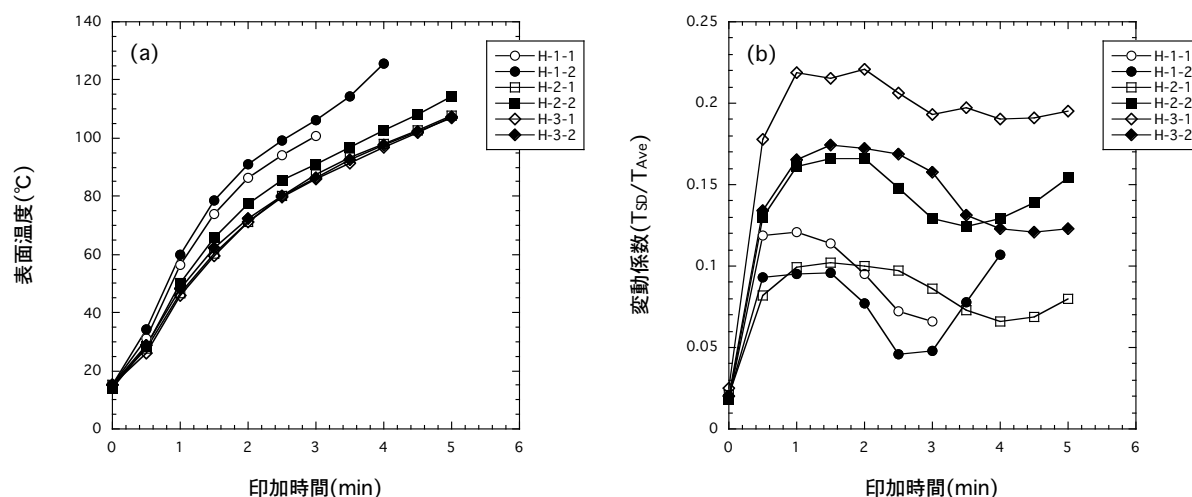 (a)
表面温度(℃)
140
120
100
80
60
40
20
0
0 1 2 3 4 5 6
印加時間(min)
H-1-1
H-1-2
H-2-1
H-2-2
H-3-1
H-3-2
(b)
変動係数(TSD/TAve)
0.25
0.2
0.15
0.1
0.05
0
0 1 2 3 4 5 6
印加時間(min)
H-1-1
H-1-2
H-2-1
H-2-2
H-3-1
H-3-2